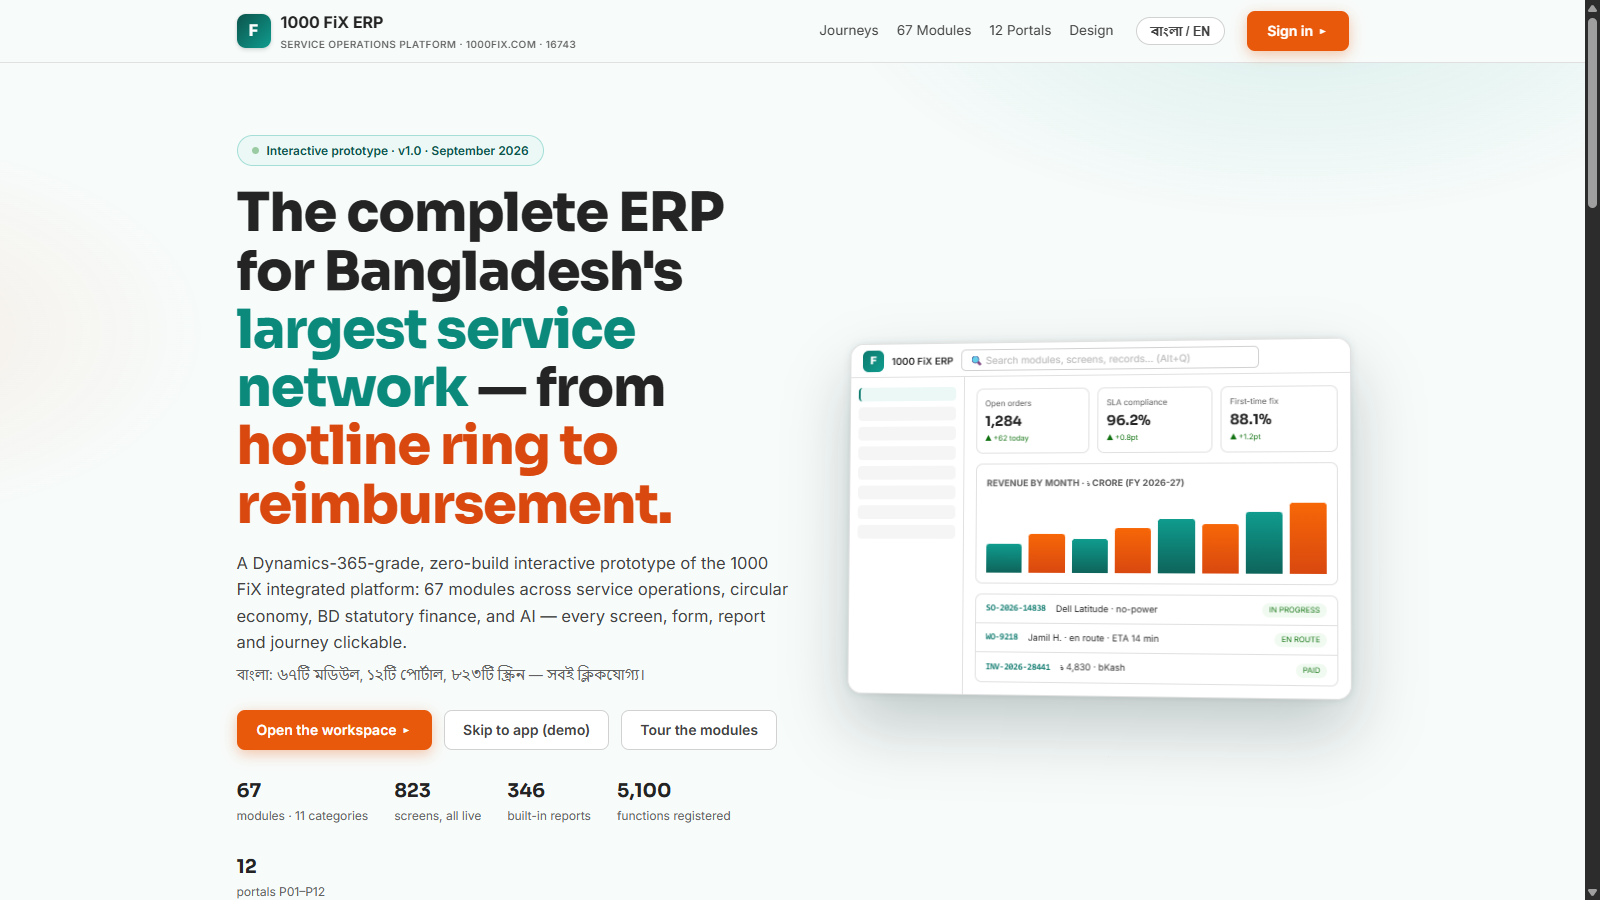 F
1000 FiX ERP
SERVICE OPERATIONS PLATFORM · 1000FIX.COM · 16743
Journeys
67 Modules
12 Portals
Design
বাংলা / EN
Sign in ▸
Interactive prototype · v1.0 · September 2026
The complete ERP
for Bangladesh's
largest service
network — from
hotline ring to
reimbursement.
A Dynamics-365-grade, zero-build interactive prototype of the 1000
FiX integrated platform: 67 modules across service operations, circular
economy, BD statutory finance, and AI — every screen, form, report
and journey clickable.
বাংলা: ৬৭টি মডিউল, ১২টি পোর্টাল, ৮২৩টি স্ক্রিন — সবই ক্লিকযোগ্য।
Open the workspace ▸
Skip to app (demo)
Tour the modules
67
modules · 11 categories
823
screens, all live
346
built-in reports
5,100
functions registered
12
portals P01–P12
F
1000 FiX ERP
🔍 Search modules, screens, records... (Alt+Q)
Open orders
1,284
▲ +62 today
SLA compliance
96.2%
▲ +0.8pt
First-time fix
88.1%
▲ +1.2pt
REVENUE BY MONTH · ৳ CRORE (FY 2026-27)
SO-2026-14838 Dell Latitude · no-power IN PROGRESS
WO-9218 Jamil H. · en route · ETA 14 min EN ROUTE
INV-2026-28441 ৳ 4,830 · bKash PAID